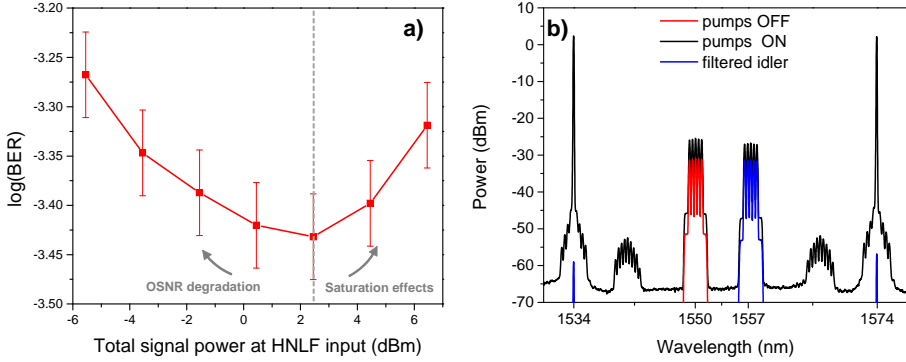 a)
-3.20
-3.25
-3.30
-3.35
-3.40
-3.45
-3.50
log(BER)
OSNR degradation
Saturation effects
-6 -4 -2 0 2 4 6
Total signal power at HNLF input (dBm)
b)
pumps OFF
pumps ON
filtered idler
10
0
-10
-20
-30
-40
-50
-60
-70
Power (dBm)
1534 1550 1557 1574
Wavelength (nm)